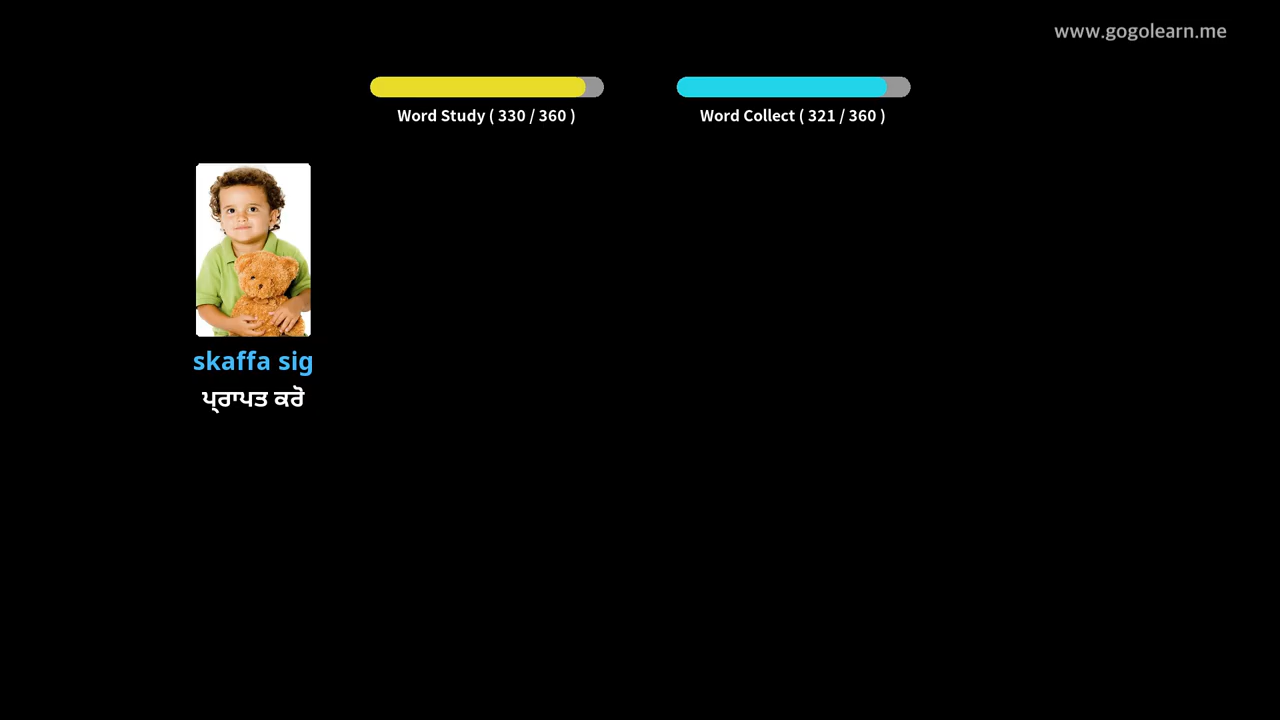 www.gogolearn.me
Word Study ( 330 / 360 )
Word Collect ( 321 / 360 )
skaffa sig
ਪ੍ਰਾਪਤ ਕਰੋ